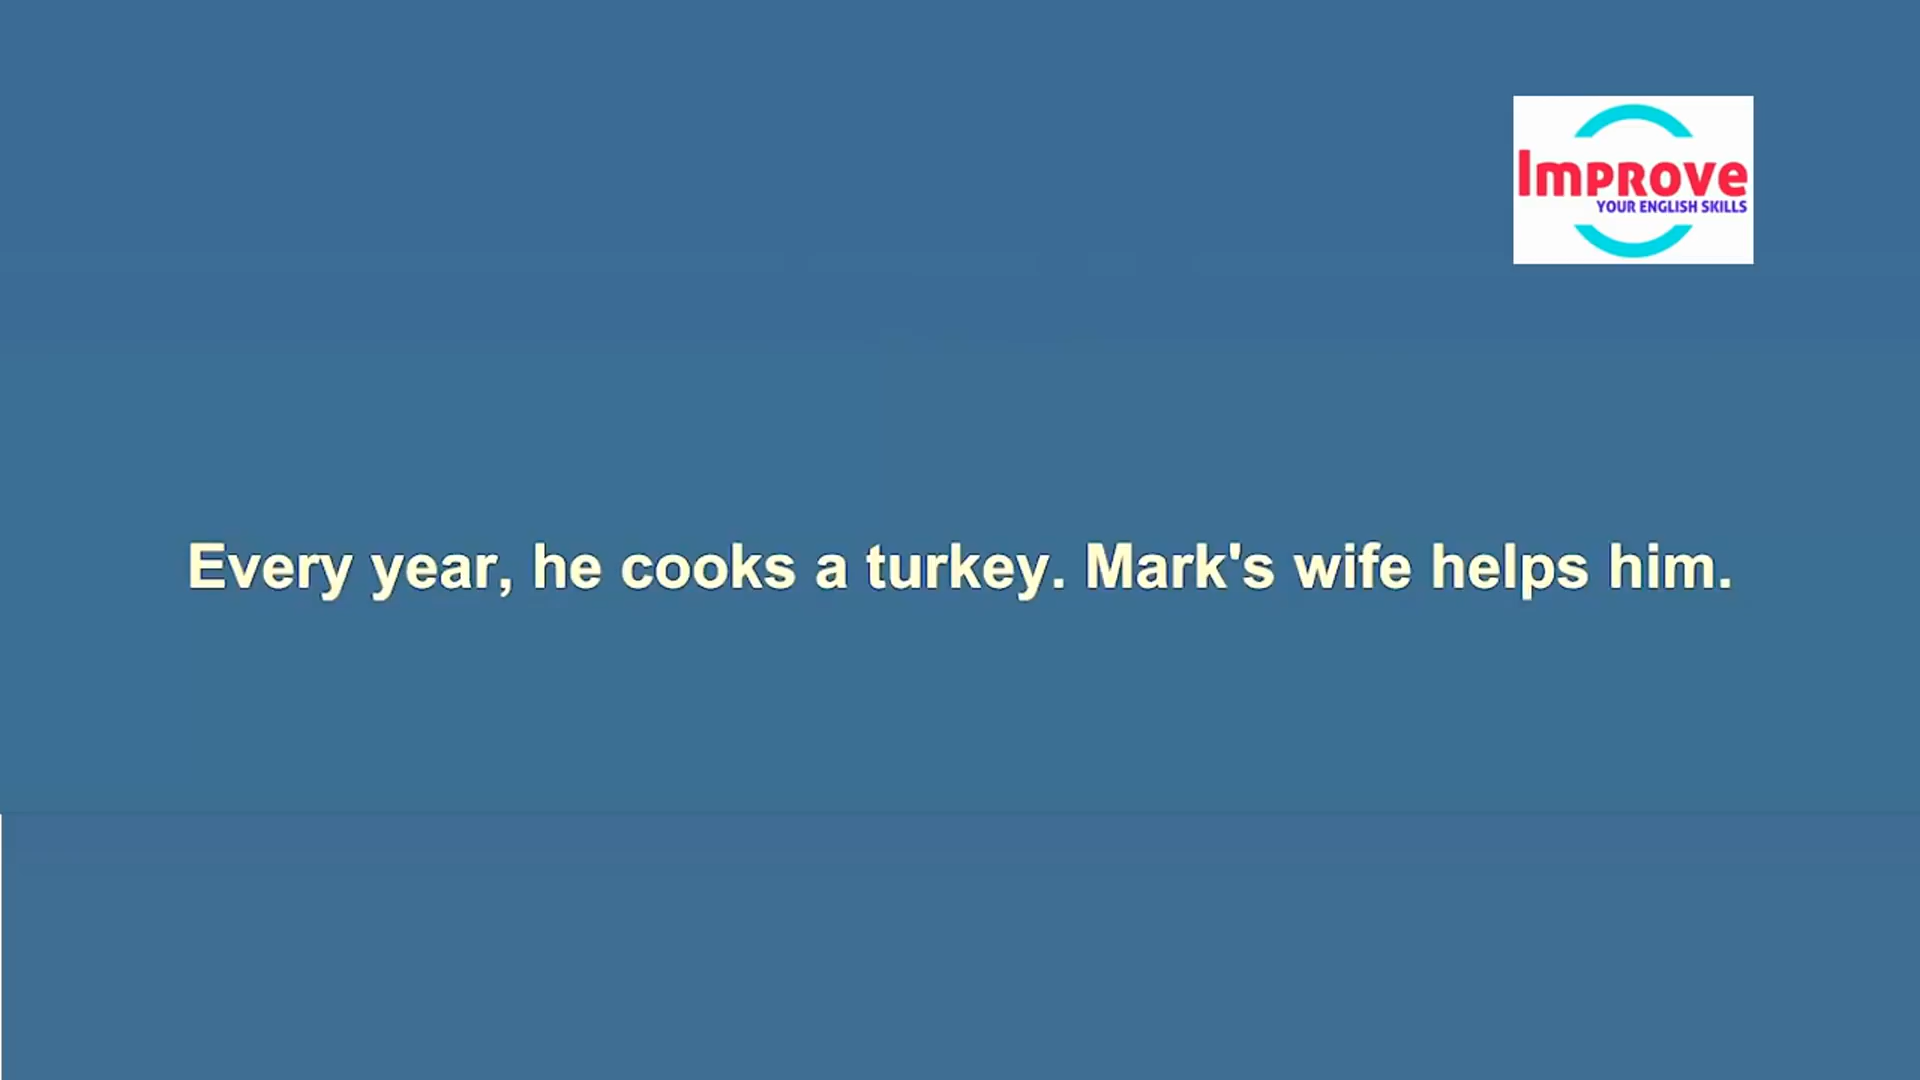 Improve
YOUR ENGLISH SKILLS
Every year, he cooks a turkey. Mark's wife helps him.